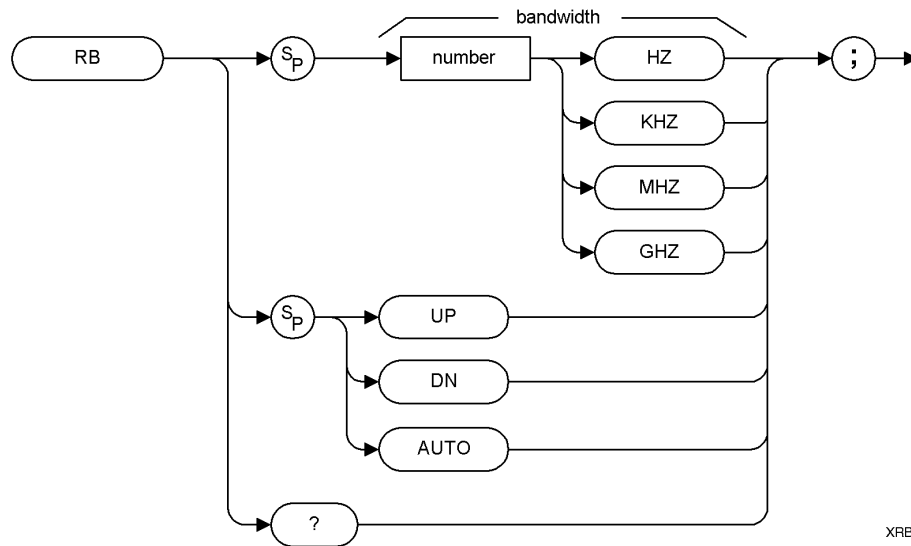 bandwidth
RB
SP
number
HZ
;
KHZ
MHZ
GHZ
SP
UP
DN
AUTO
?
XRB